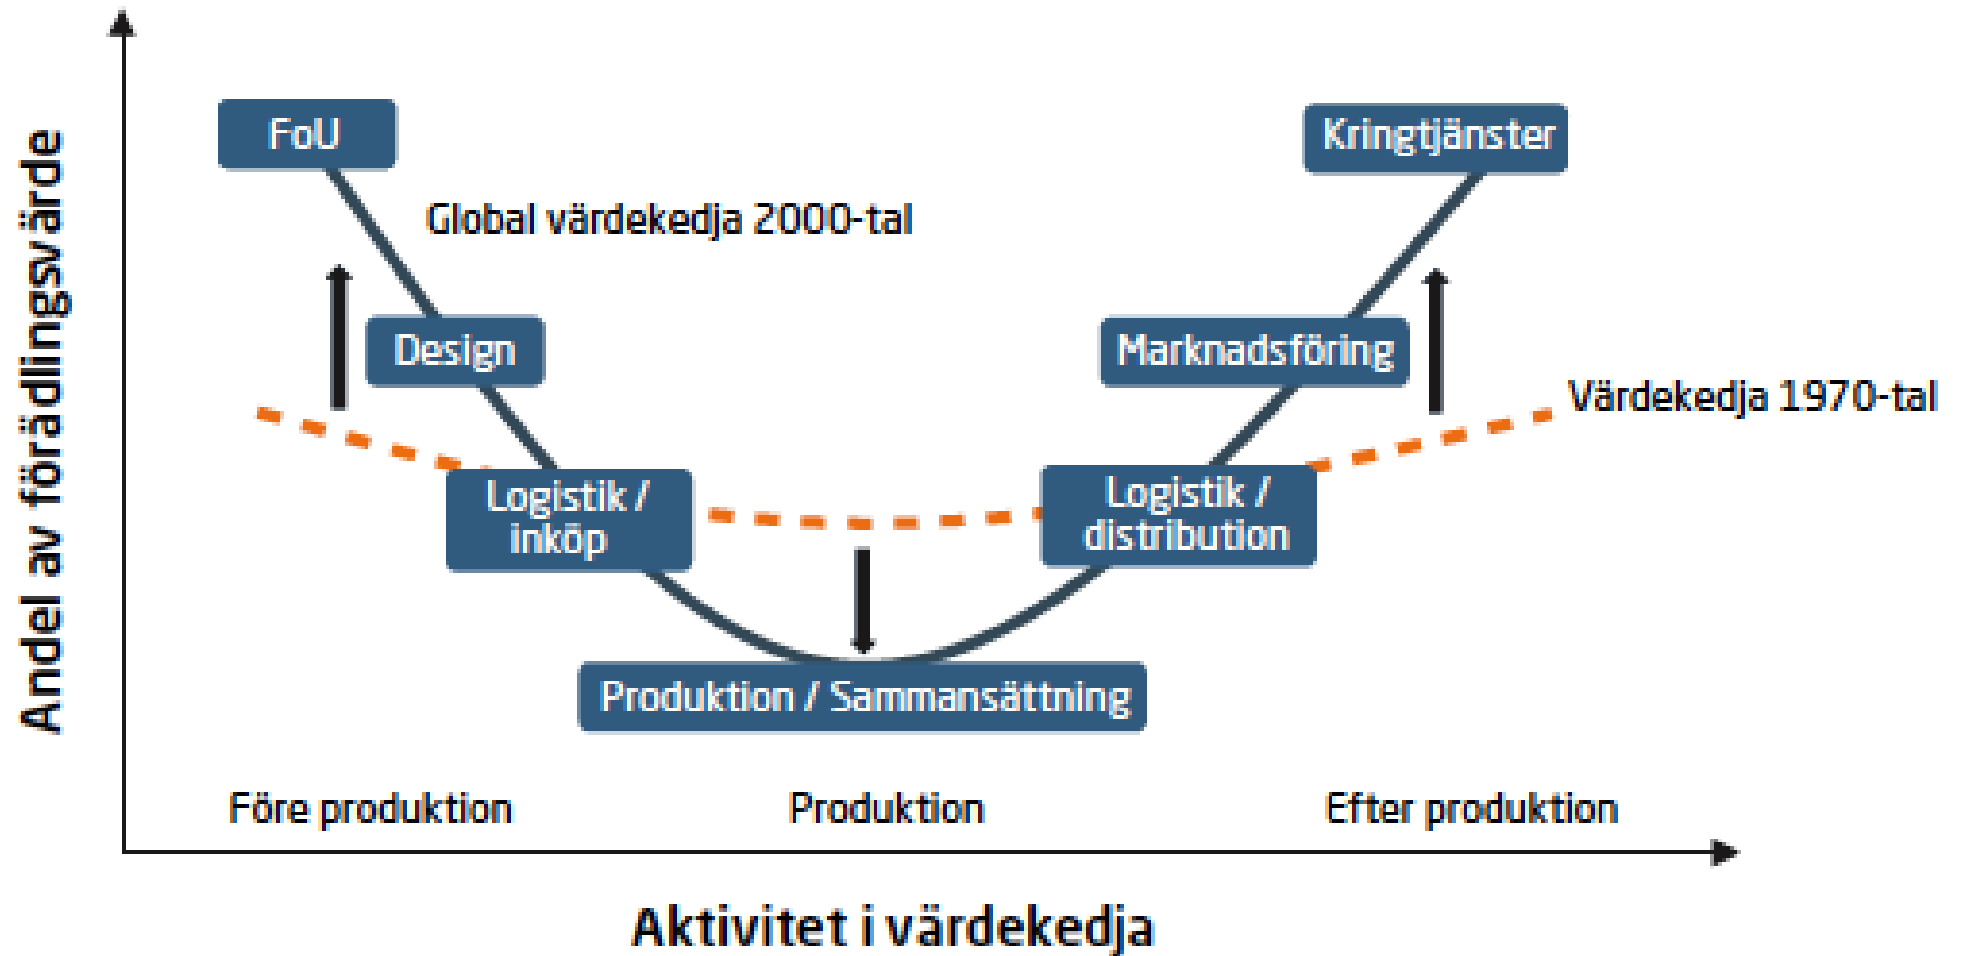 Andel av förädlingsvärde
FoU
Kringtjänster
Global värdekedja 2000-tal
Design
Marknadsföring
Värdekedja 1970-tal
Logistik /
inköp
Logistik /
distribution
Produktion / Sammansättning
Före produktion
Produktion
Efter produktion
Aktivitet i värdekedja